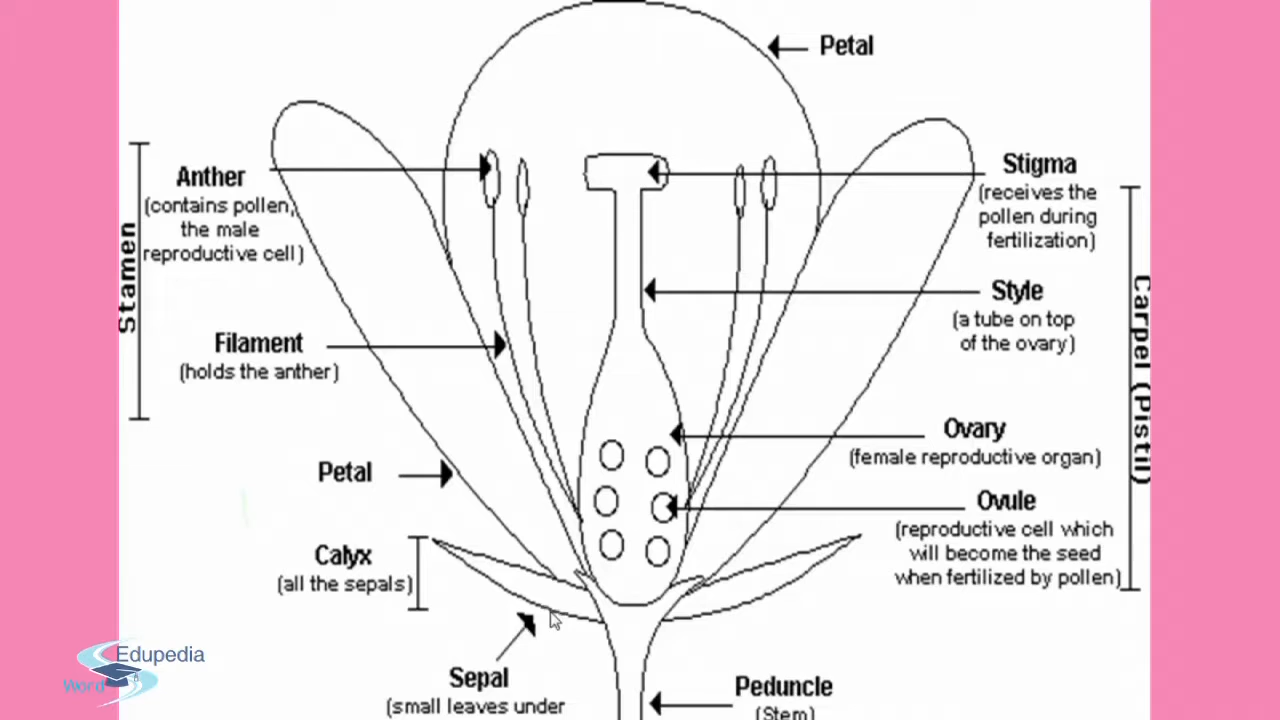 Petal
Anther
(contains pollen,
the male
reproductive cell)
Stamen
Filament
(holds the anther)
Petal
Calyx
(all the sepals)
Sepal
(small leaves under
Stigma
(receives the
pollen during
fertilization)
Style
(a tube on top
of the ovary)
Carpel (Pistil)
Ovary
(female reproductive organ)
Ovule
(reproductive cell which
will become the seed
when fertilized by pollen)
Peduncle
(Stem)
Edupedia
Word